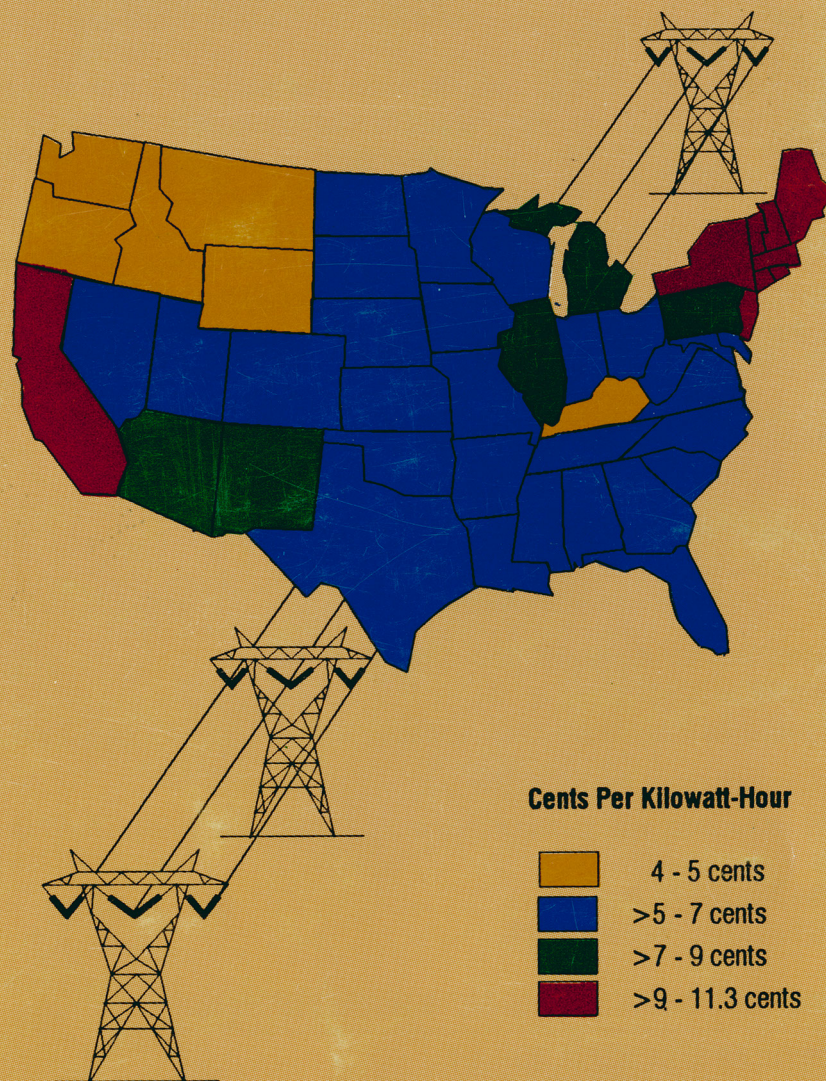 Cents Per Kilowatt-Hour
4 - 5 cents
>5 - 7 cents
>7 - 9 cents
>9 - 11.3 cents